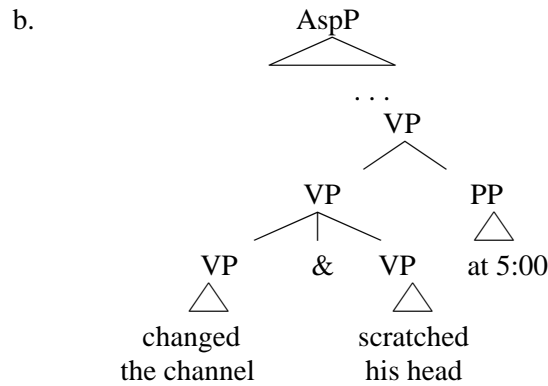 b.
AspP
. . .
VP
VP PP
VP & VP at 5:00
changed scratched
the channel his head